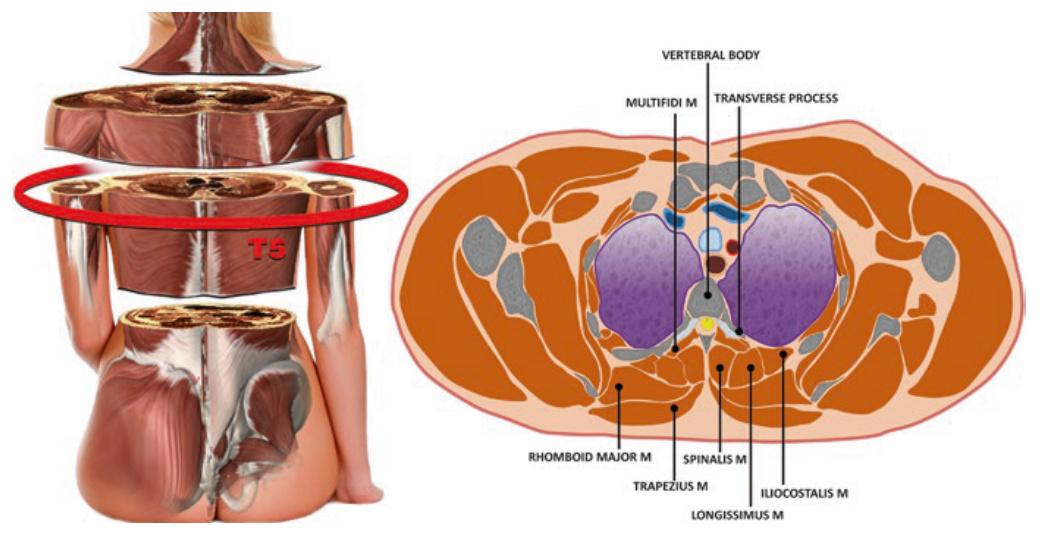 T5
VERTEBRAL BODY
MULTIFIDI M
TRANSVERSE PROCESS
RHOMBOID MAJOR M
SPINALIS M
TRAPEZIUS M
ILIOCOSTALIS M
LONGISSIMUS M